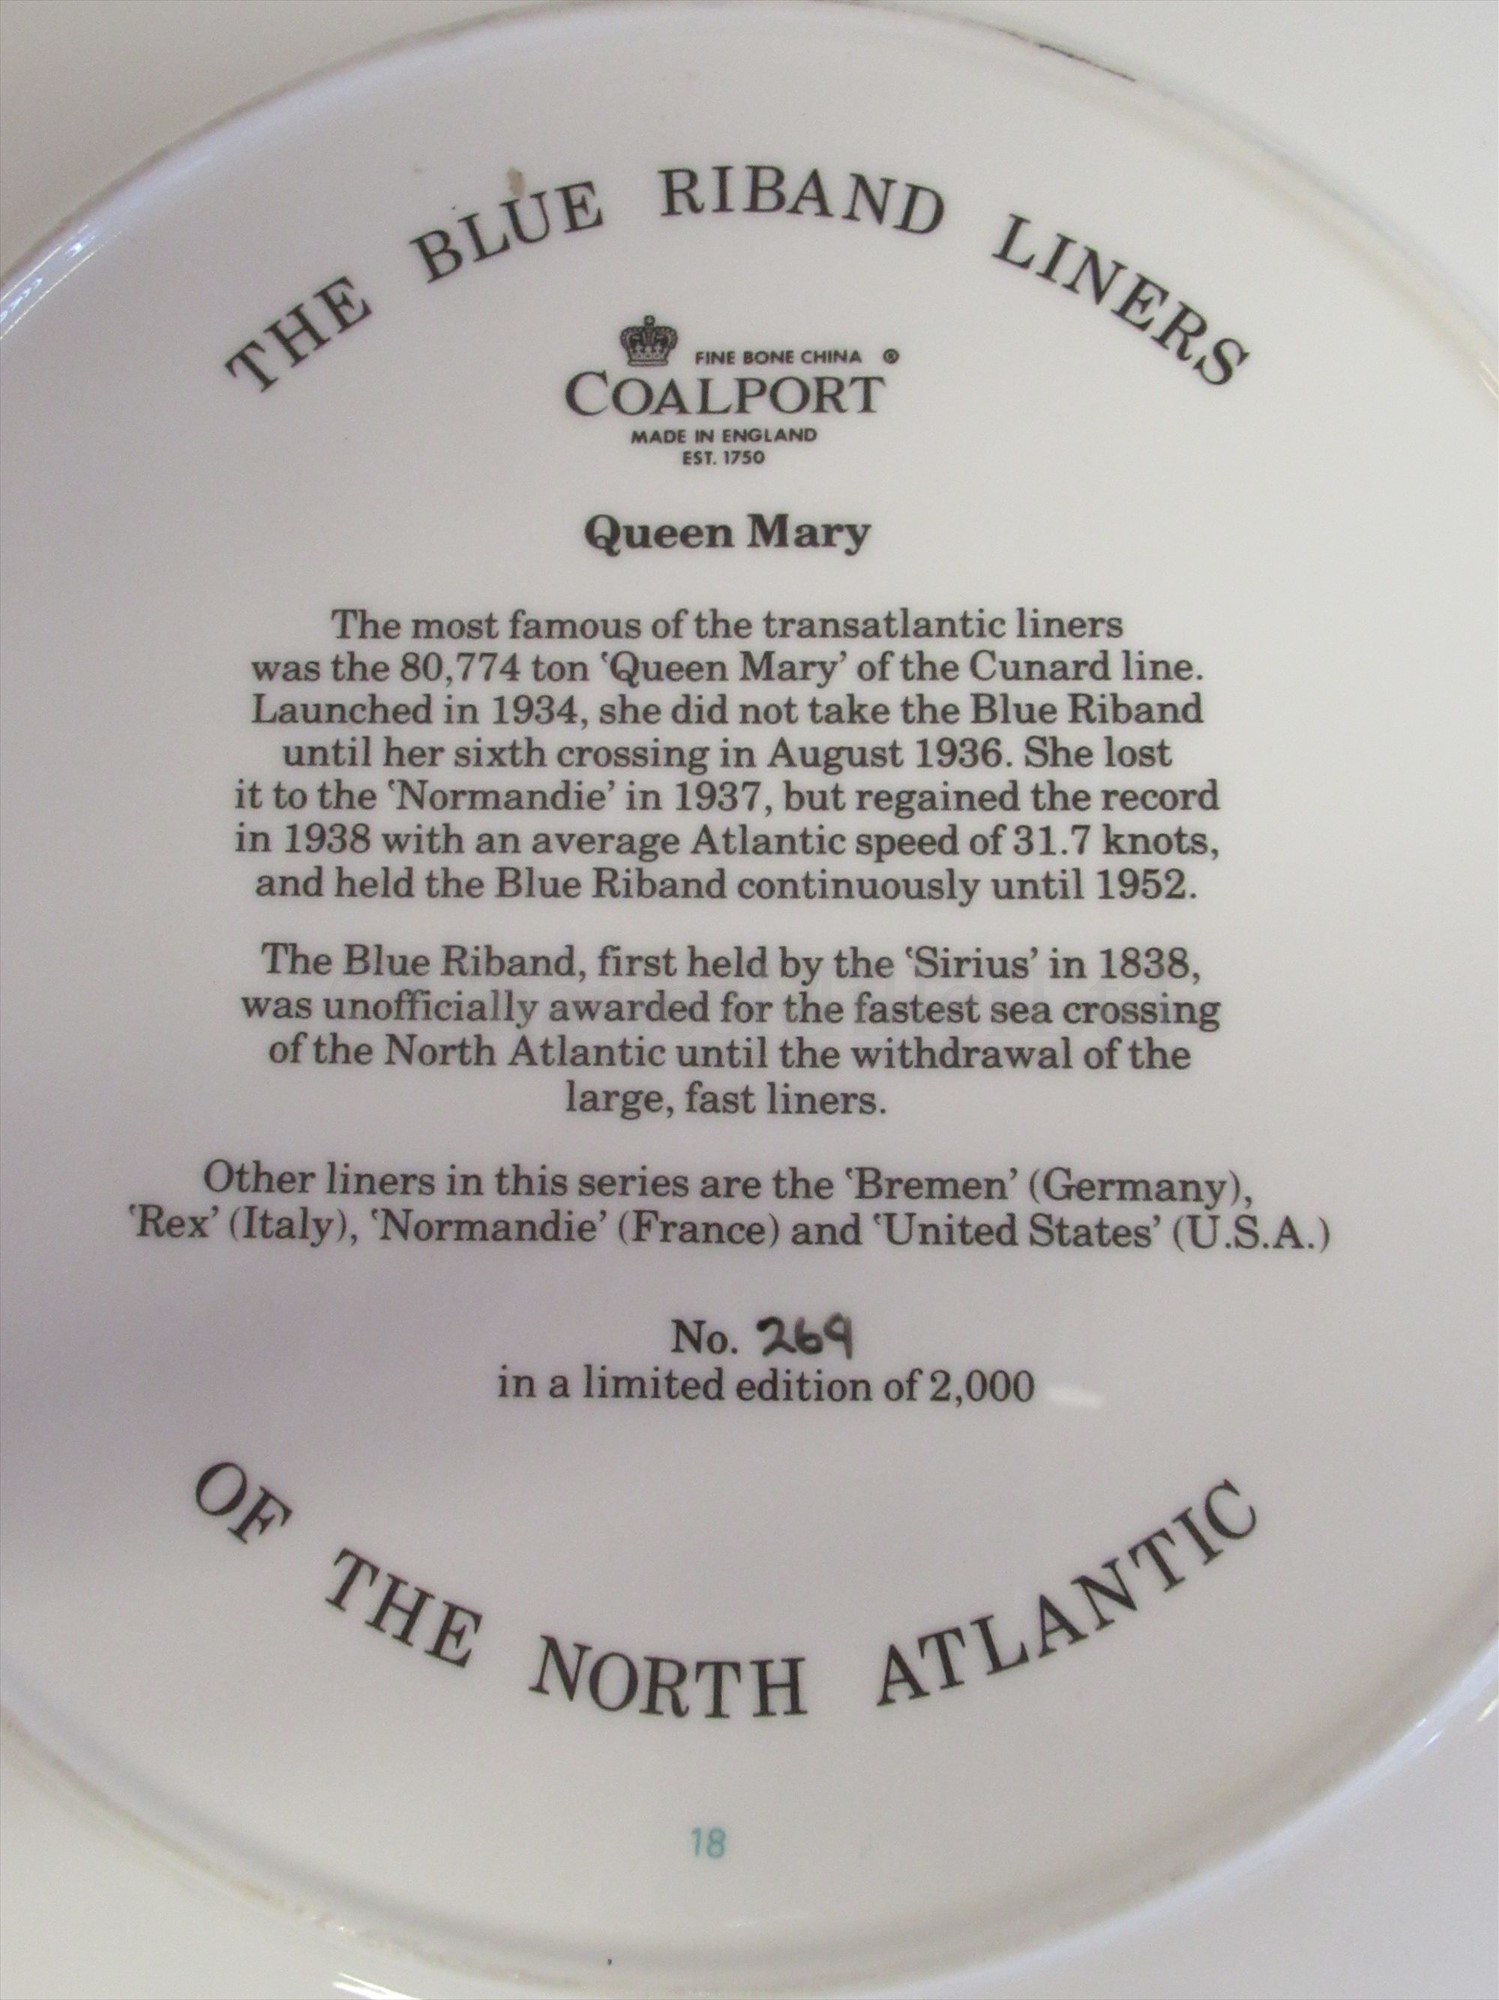 THE BLUE RIBAND LINERS
FINE BONE CHINA ®
COALPORT
MADE IN ENGLAND
EST. 1750
Queen Mary
The most famous of the transatlantic liners
was the 80,774 ton ‘Queen Mary’ of the Cunard line.
Launched in 1934, she did not take the Blue Riband
until her sixth crossing in August 1936. She lost
it to the ‘Normandie’ in 1937, but regained the record
in 1938 with an average Atlantic speed of 31.7 knots,
and held the Blue Riband continuously until 1952.
The Blue Riband, first held by the ‘Sirius’ in 1838,
was unofficially awarded for the fastest sea crossing
of the North Atlantic until the withdrawal of the
large, fast liners.
Other liners in this series are the ‘Bremen’ (Germany),
‘Rex’ (Italy), ‘Normandie’ (France) and ‘United States’ (U.S.A.)
No. 269
in a limited edition of 2,000
OF THE NORTH ATLANTIC
18